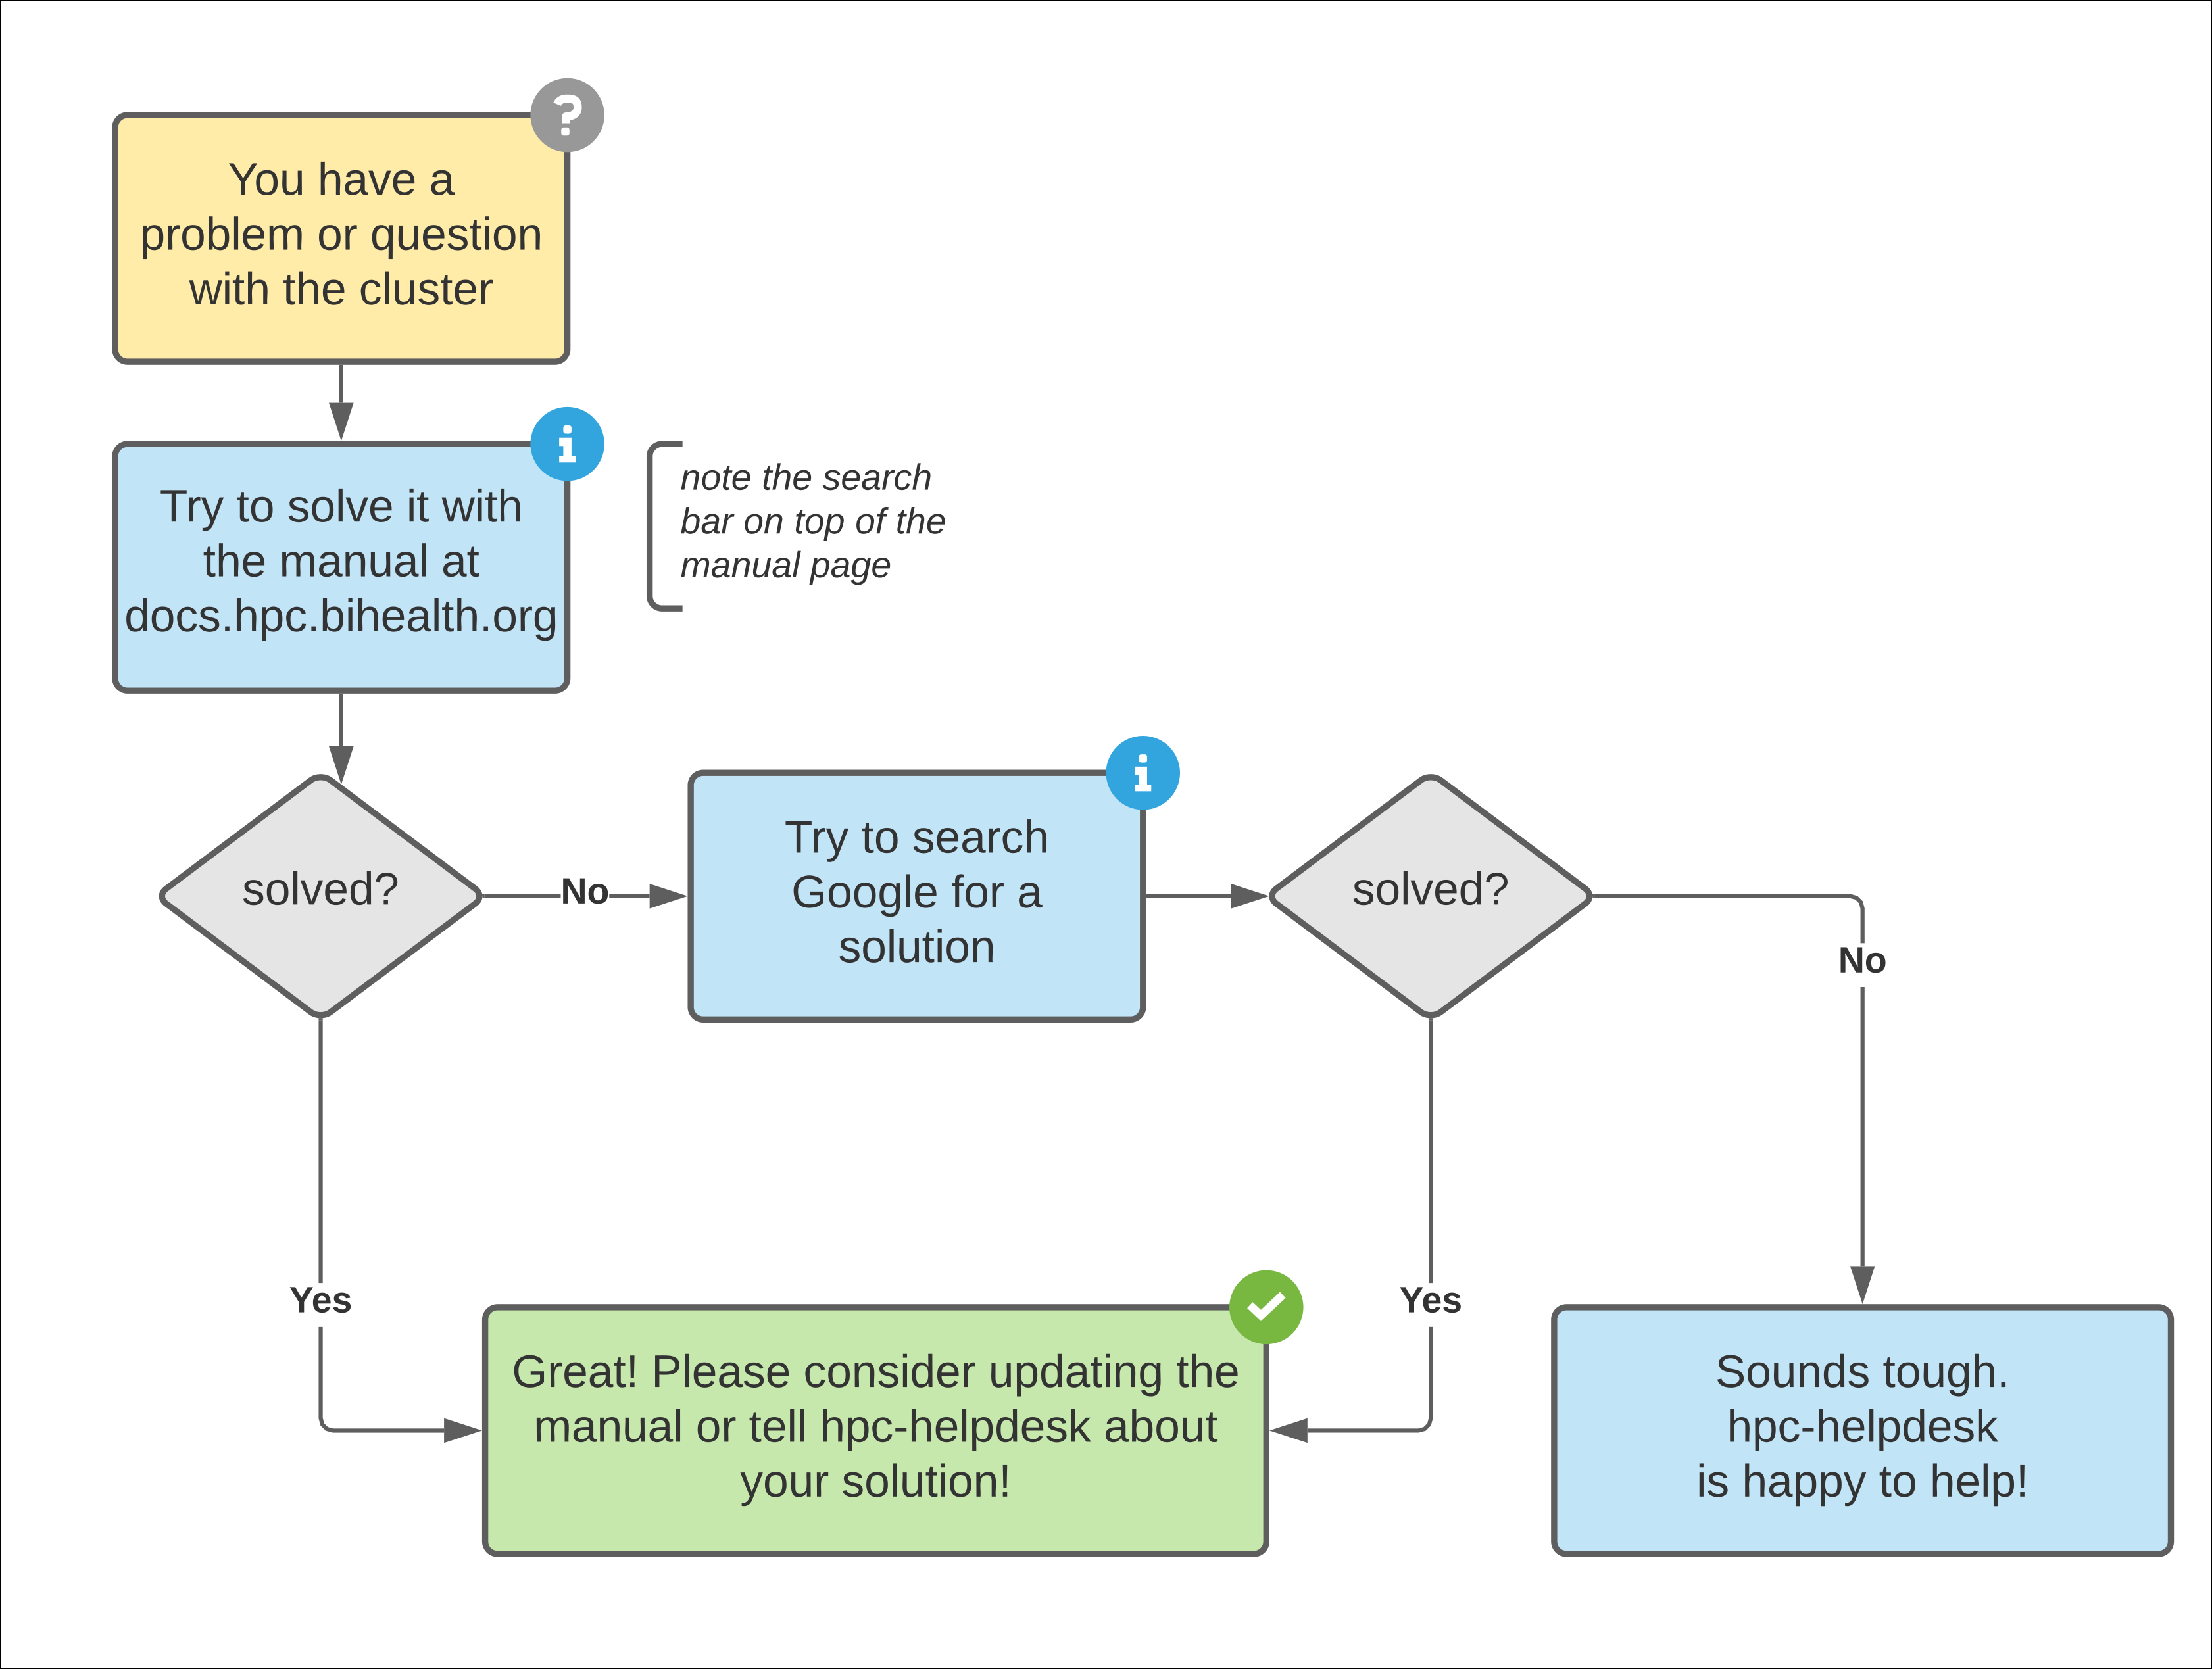 You have a
problem or question
with the cluster
Try to solve it with
the manual at
docs.hpc.bihealth.org
note the search
bar on top of the
manual page
solved?
No
Try to search
Google for a
solution
solved?
No
Yes
Yes
Great! Please consider updating the
manual or tell hpc-helpdesk about
your solution!
Sounds tough.
hpc-helpdesk
is happy to help!